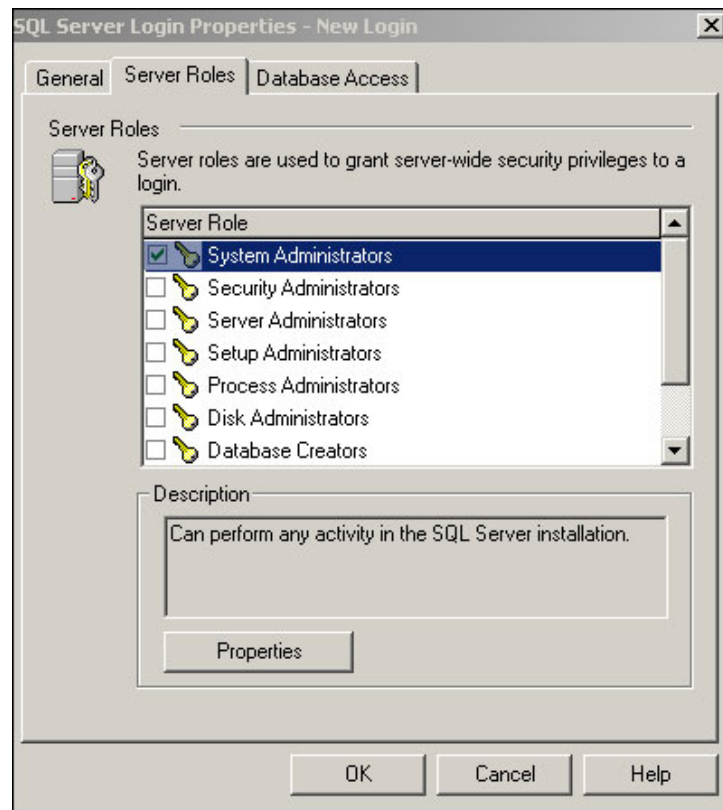 SQL Server Login Properties - New Login
General Server Roles Database Access
Server Roles
Server roles are used to grant server-wide security privileges to a
login.
Server Role
System Administrators
Security Administrators
Server Administrators
Setup Administrators
Process Administrators
Disk Administrators
Database Creators
Description
Can perform any activity in the SQL Server installation.
Properties
OK Cancel Help